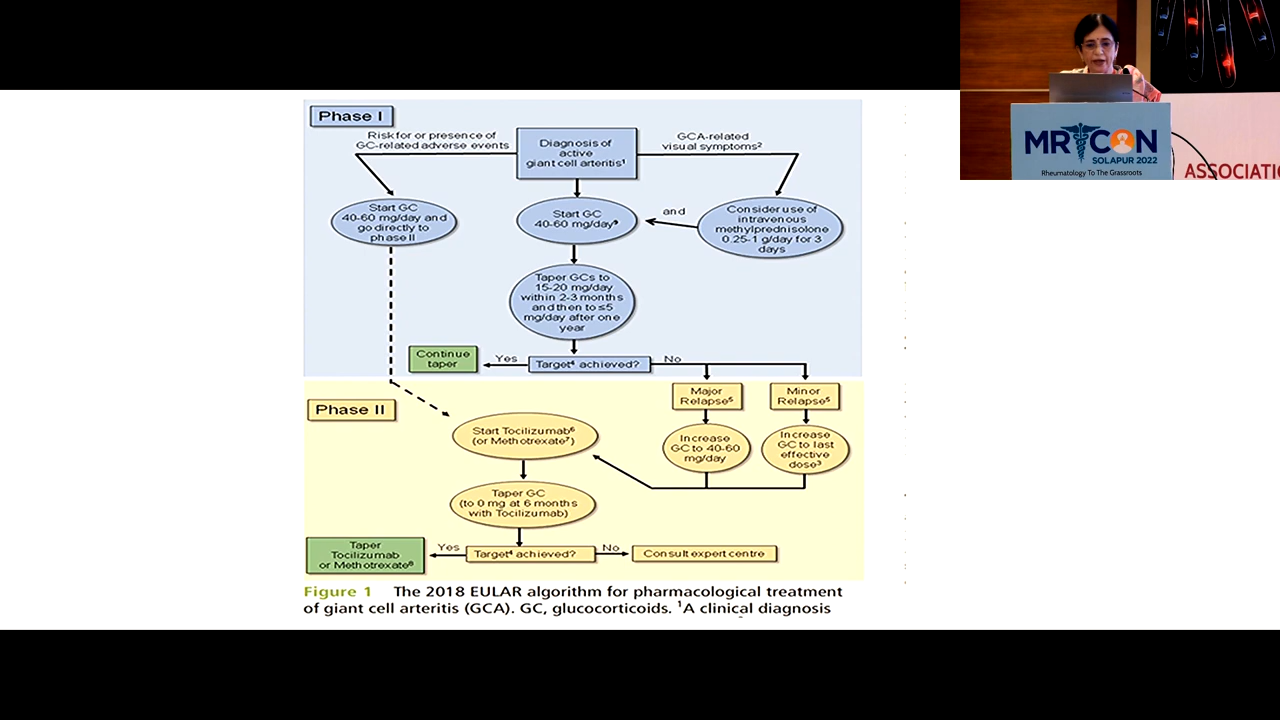 Phase I
Risk for or presence of
GC-related adverse events
Diagnosis of
active
giant cell arteritis¹
GCA-related
visual symptoms²
Start GC
40-60 mg/day and
go directly to
phase II
Start GC
40-60 mg/day³
and
Consider use of
intravenous
methylprednisolone
0.25-1 g/day for 3
days
Taper GCs to
15-20 mg/day
within 2-3 months
and then to ≤5
mg/day after one
year
Continue
taper
Yes
Target⁴ achieved?
No
Major
Relapse⁵
Minor
Relapse⁵
Phase II
Start Tocilizumab⁶
(or Methotrexate⁷)
Increase
GC to 40-60
mg/day
Increase
GC to last
effective
dose³
Taper GC
(to 0 mg at 6 months
with Tocilizumab)
Taper
Tocilizumab
or Methotrexate⁸
Yes
Target⁴ achieved?
No
Consult expert centre
Figure 1 The 2018 EULAR algorithm for pharmacological treatment
of giant cell arteritis (GCA). GC, glucocorticoids. ¹A clinical diagnosis
MRCON
SOLAPUR 2022
Rheumatology To The Grassroots
ASSOCIATI